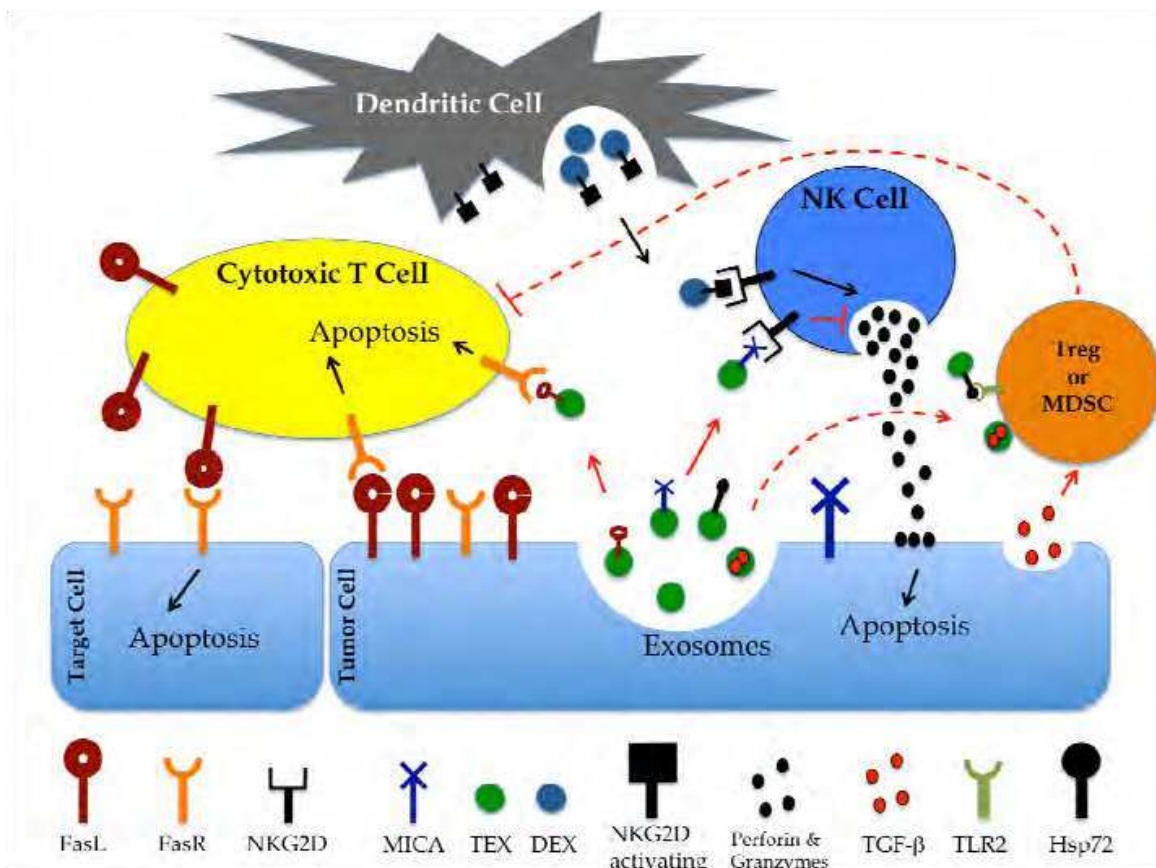 Dendritic Cell
NK Cell
Cytotoxic T Cell
Apoptosis
Treg
or
MDSC
Target Cell
Apoptosis
Tumor Cell
Exosomes
Apoptosis
FasL
FasR
NKG2D
MICA
TEX
DEX
NKG2D
activating
Perforin &
Granzymes
TGF-β
TLR2
Hsp72